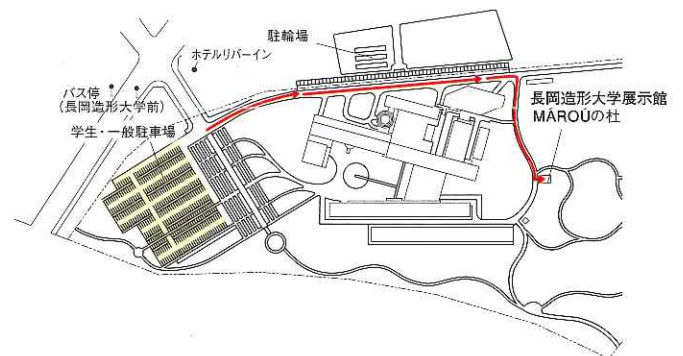 駐輪場
ホテルリバーイン
バス停
（長岡造形大学前）
学生・一般駐車場
長岡造形大学展示館
MÁROÚの杜